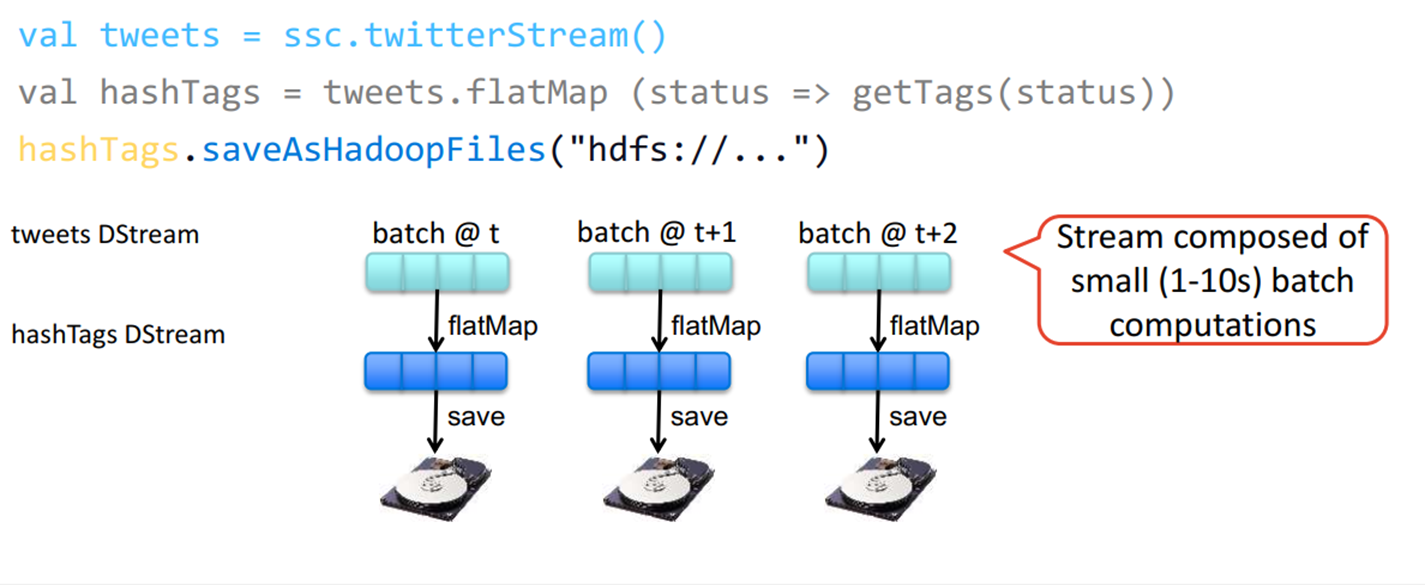 val tweets = ssc.twitterStream()
val hashTags = tweets.flatMap (status => getTags(status))
hashTags.saveAsHadoopFiles("hdfs://...")
tweets DStream
batch @ t
batch @ t+1
batch @ t+2
Stream composed of
small (1-10s) batch
computations
hashTags DStream
flatMap
flatMap
flatMap
save
save
save